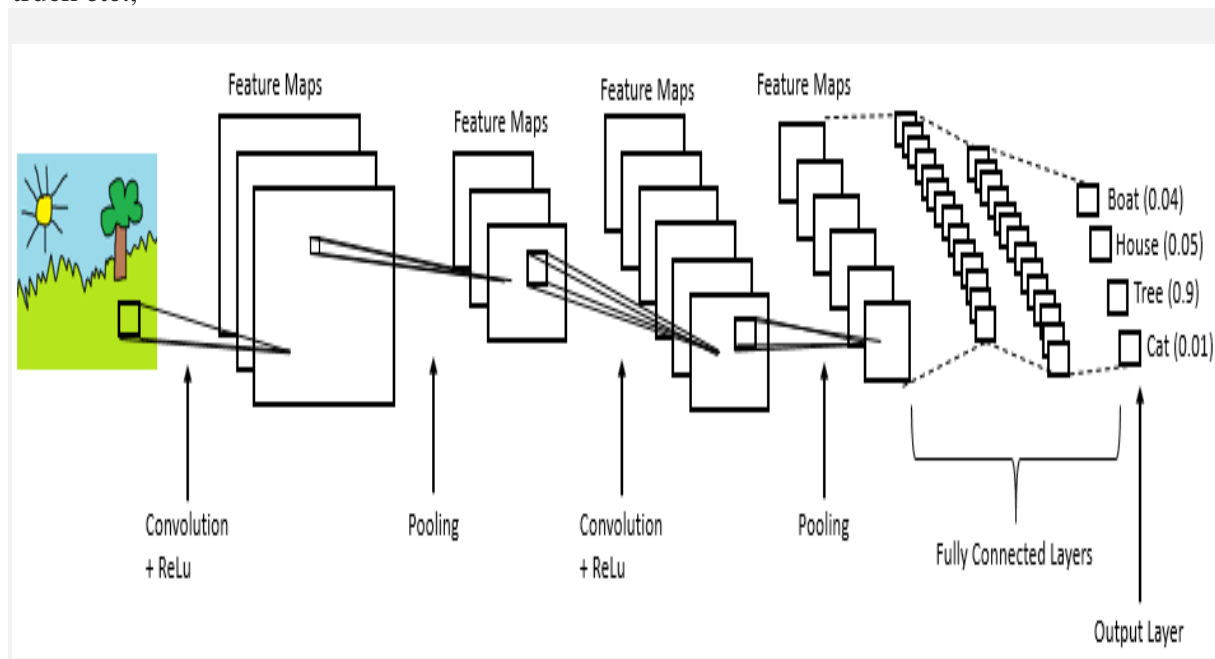 Feature Maps
Feature Maps
Feature Maps
Feature Maps
Boat (0.04)
House (0.05)
Tree (0.9)
Cat (0.01)
Convolution
+ ReLu
Pooling
Convolution
+ ReLu
Pooling
Fully Connected Layers
Output Layer